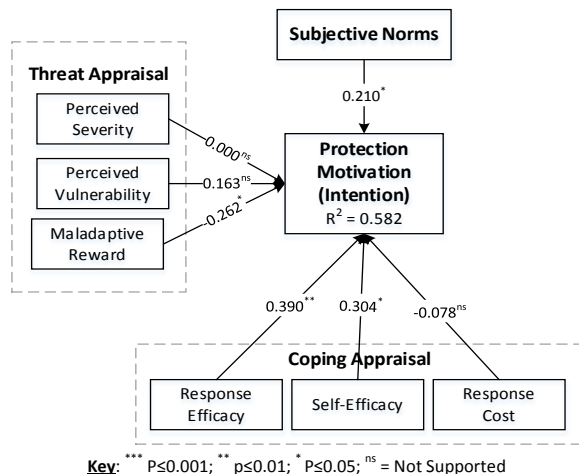 Subjective Norms
Threat Appraisal
Perceived
Severity
Perceived
Vulnerability
Maladaptive
Reward
0.210*
0.000ns
0.163ns
-0.262*
Protection
Motivation
(Intention)
R² = 0.582
0.390**
0.304*
-0.078ns
Coping Appraisal
Response
Efficacy
Self-Efficacy
Response
Cost
Key: *** P≤0.001; ** p≤0.01; * P≤0.05; ns = Not Supported